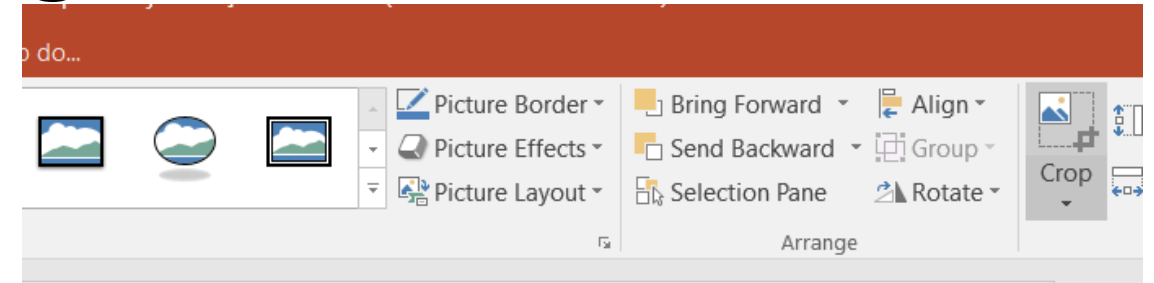 o do...
Picture Border
Bring Forward
Align
Picture Effects
Send Backward
Group
Picture Layout
Selection Pane
Rotate
Crop
Arrange